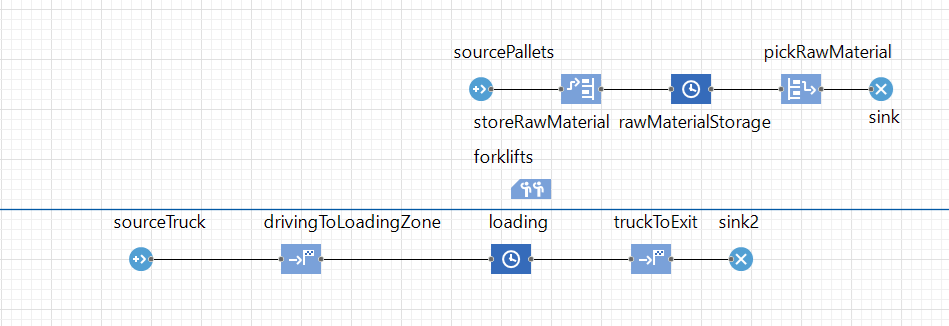 sourcePallets
pickRawMaterial
storeRawMaterial
rawMaterialStorage
sink
forklifts
sourceTruck
drivingToLoadingZone
loading
truckToExit
sink2